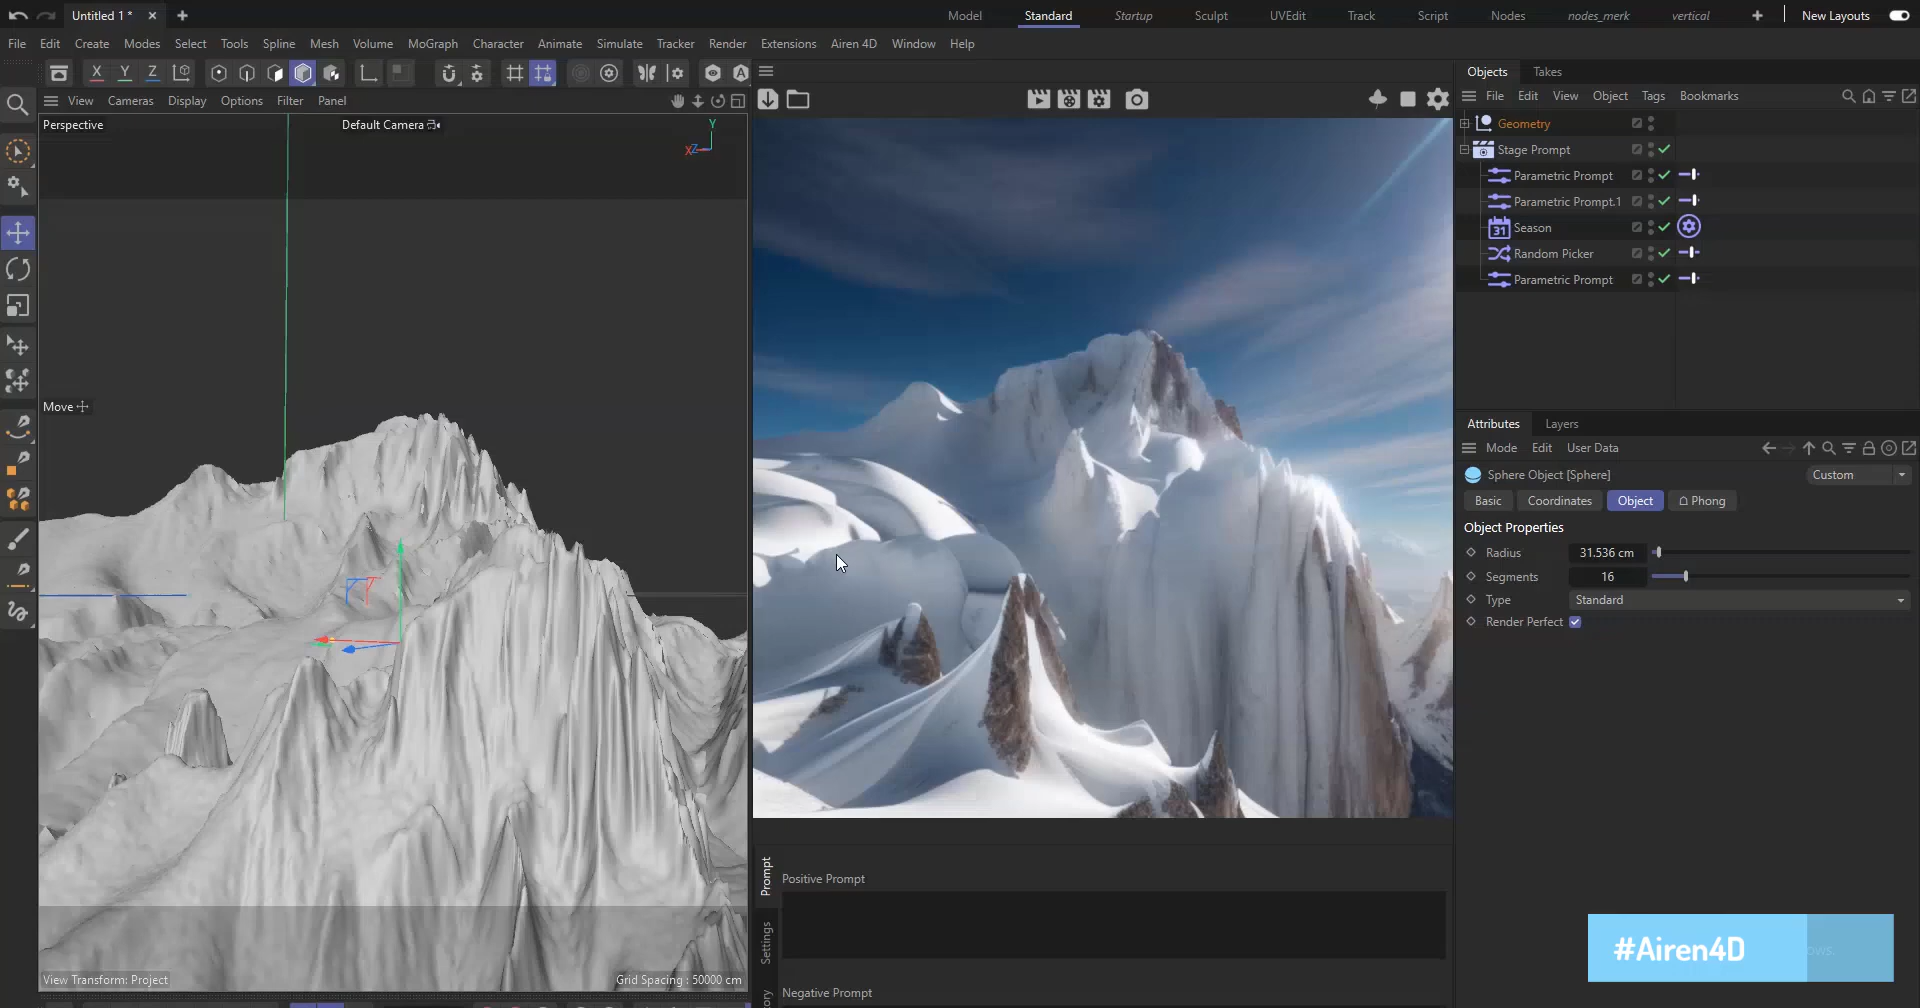 Untitled 1 *
Model Standard Startup Sculpt UVEdit Track Script Nodes nodes_merk vertical New Layouts
File Edit Create Modes Select Tools Spline Mesh Volume MoGraph Character Animate Simulate Tracker Render Extensions Airen 4D Window Help
X Y Z
View Cameras Display Options Filter Panel
Perspective
Default Camera
Y
X Z
Move
View Transform: Project
Grid Spacing : 50000 cm
Prompt
Settings
Positive Prompt
Negative Prompt
Objects Takes
File Edit View Object Tags Bookmarks
Geometry
Stage Prompt
Parametric Prompt
Parametric Prompt.1
31
Season
Random Picker
Parametric Prompt
Attributes Layers
Mode Edit User Data
Sphere Object [Sphere]
Custom
Basic Coordinates Object Phong
Object Properties
Radius 31.536 cm
Segments 16
Type Standard
Render Perfect
#Airen4D